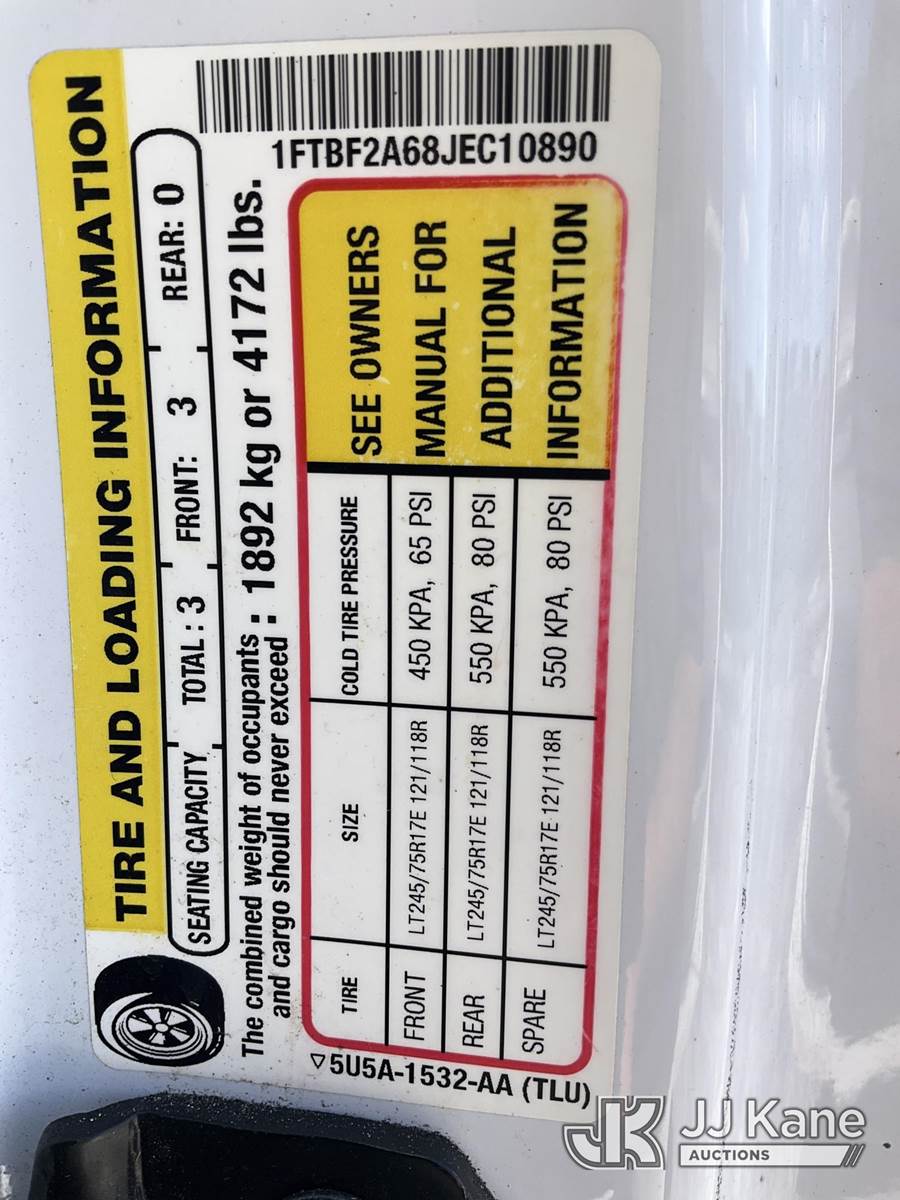 TIRE AND LOADING INFORMATION
SEATING CAPACITY TOTAL : 3 FRONT: 3 REAR: 0
The combined weight of occupants
and cargo should never exceed : 1892 kg or 4172 lbs.
1FTBF2A68JEC10890
TIRE SIZE COLD TIRE PRESSURE
FRONT LT245/75R17E 121/118R 450 KPA, 65 PSI
REAR LT245/75R17E 121/118R 550 KPA, 80 PSI
SPARE LT245/75R17E 121/118R 550 KPA, 80 PSI
SEE OWNERS
MANUAL FOR
ADDITIONAL
INFORMATION
5U5A-1532-AA (TLU)
JK JJ Kane
AUCTIONS